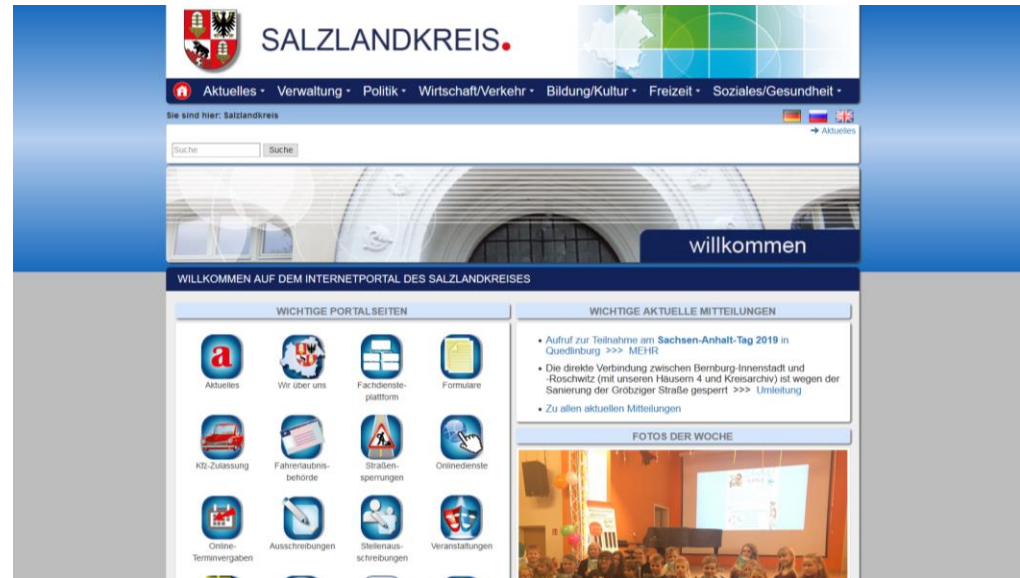 SALZLANDKREIS.
Aktuelles Verwaltung Politik Wirtschaft/Verkehr Bildung/Kultur Freizeit Soziales/Gesundheit
Sie sind hier: Salzlandkreis
➔ Aktuelles
Suche Suche
willkommen
WILLKOMMEN AUF DEM INTERNETPORTAL DES SALZLANDKREISES
WICHTIGE PORTALSEITEN
a
Aktuelles
Wir über uns
Fachdienste-
plattform
Formulare
Kfz-Zulassung
Fahrerlaubnis-
behörde
Straßen-
sperrungen
Onlinedienste
Online-
Terminvergaben
Ausschreibungen
Stellenaus-
schreibungen
Veranstaltungen
WICHTIGE AKTUELLE MITTEILUNGEN
• Aufruf zur Teilnahme am Sachsen-Anhalt-Tag 2019 in
Quedlinburg >>> MEHR
• Die direkte Verbindung zwischen Bernburg-Innenstadt und
-Roschwitz (mit unseren Häusern 4 und Kreisarchiv) ist wegen der
Sanierung der Gröbziger Straße gesperrt >>> Umleitung
• Zu allen aktuellen Mitteilungen
FOTOS DER WOCHE